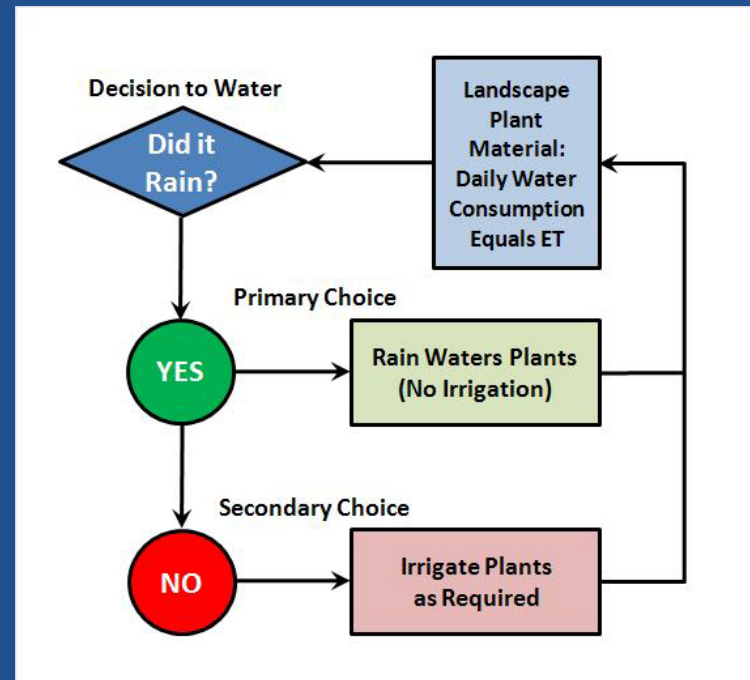 Decision to Water
Did it
Rain?
Landscape
Plant
Material:
Daily Water
Consumption
Equals ET
Primary Choice
YES
Rain Waters Plants
(No Irrigation)
Secondary Choice
NO
Irrigate Plants
as Required